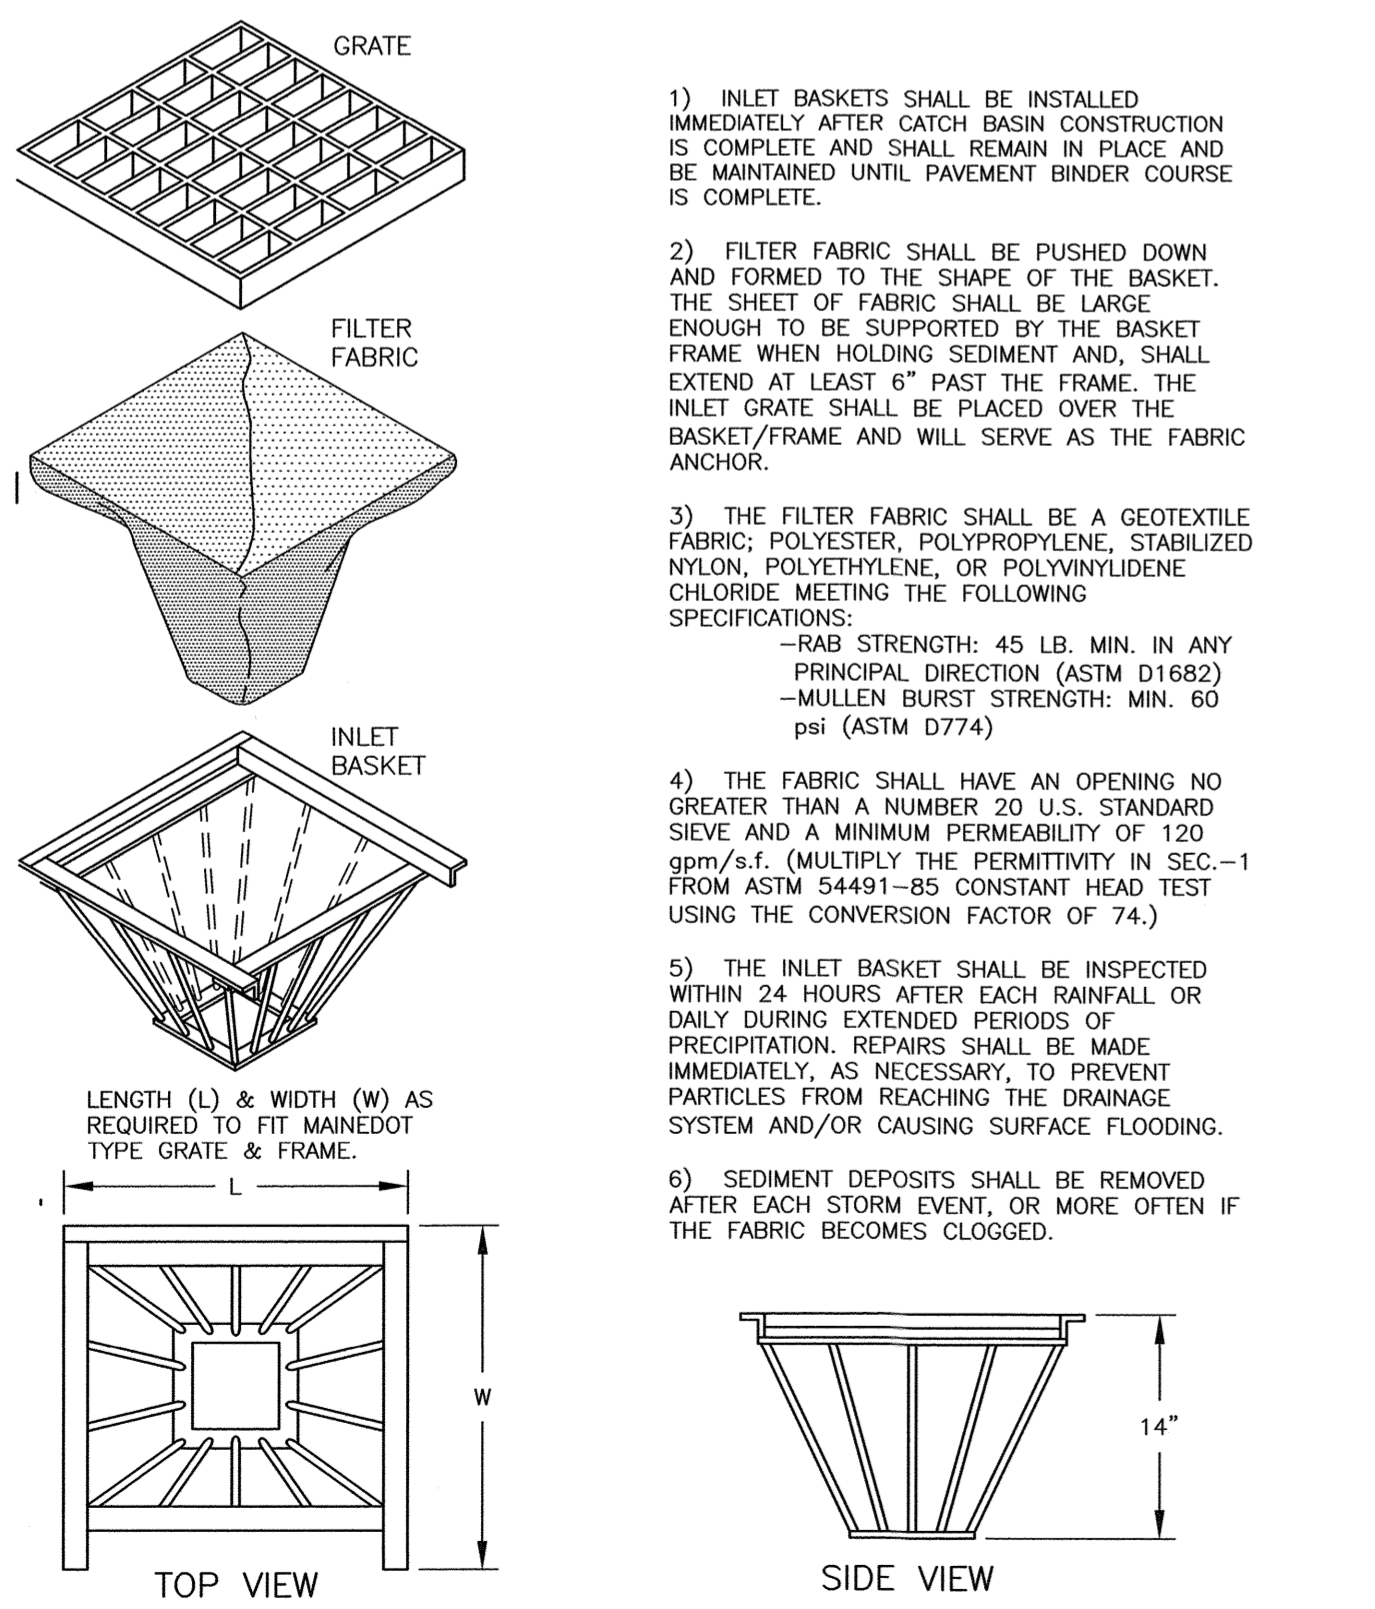 GRATE
FILTER
FABRIC
INLET
BASKET
LENGTH (L) & WIDTH (W) AS
REQUIRED TO FIT MAINEDOT
TYPE GRATE & FRAME.
L
W
TOP VIEW
1) INLET BASKETS SHALL BE INSTALLED
IMMEDIATELY AFTER CATCH BASIN CONSTRUCTION
IS COMPLETE AND SHALL REMAIN IN PLACE AND
BE MAINTAINED UNTIL PAVEMENT BINDER COURSE
IS COMPLETE.
2) FILTER FABRIC SHALL BE PUSHED DOWN
AND FORMED TO THE SHAPE OF THE BASKET.
THE SHEET OF FABRIC SHALL BE LARGE
ENOUGH TO BE SUPPORTED BY THE BASKET
FRAME WHEN HOLDING SEDIMENT AND, SHALL
EXTEND AT LEAST 6” PAST THE FRAME. THE
INLET GRATE SHALL BE PLACED OVER THE
BASKET/FRAME AND WILL SERVE AS THE FABRIC
ANCHOR.
3) THE FILTER FABRIC SHALL BE A GEOTEXTILE
FABRIC; POLYESTER, POLYPROPYLENE, STABILIZED
NYLON, POLYETHYLENE, OR POLYVINYLIDENE
CHLORIDE MEETING THE FOLLOWING
SPECIFICATIONS:
–RAB STRENGTH: 45 LB. MIN. IN ANY
PRINCIPAL DIRECTION (ASTM D1682)
–MULLEN BURST STRENGTH: MIN. 60
psi (ASTM D774)
4) THE FABRIC SHALL HAVE AN OPENING NO
GREATER THAN A NUMBER 20 U.S. STANDARD
SIEVE AND A MINIMUM PERMEABILITY OF 120
gpm/s.f. (MULTIPLY THE PERMITTIVITY IN SEC.–1
FROM ASTM 54491–85 CONSTANT HEAD TEST
USING THE CONVERSION FACTOR OF 74.)
5) THE INLET BASKET SHALL BE INSPECTED
WITHIN 24 HOURS AFTER EACH RAINFALL OR
DAILY DURING EXTENDED PERIODS OF
PRECIPITATION. REPAIRS SHALL BE MADE
IMMEDIATELY, AS NECESSARY, TO PREVENT
PARTICLES FROM REACHING THE DRAINAGE
SYSTEM AND/OR CAUSING SURFACE FLOODING.
6) SEDIMENT DEPOSITS SHALL BE REMOVED
AFTER EACH STORM EVENT, OR MORE OFTEN IF
THE FABRIC BECOMES CLOGGED.
14”
SIDE VIEW